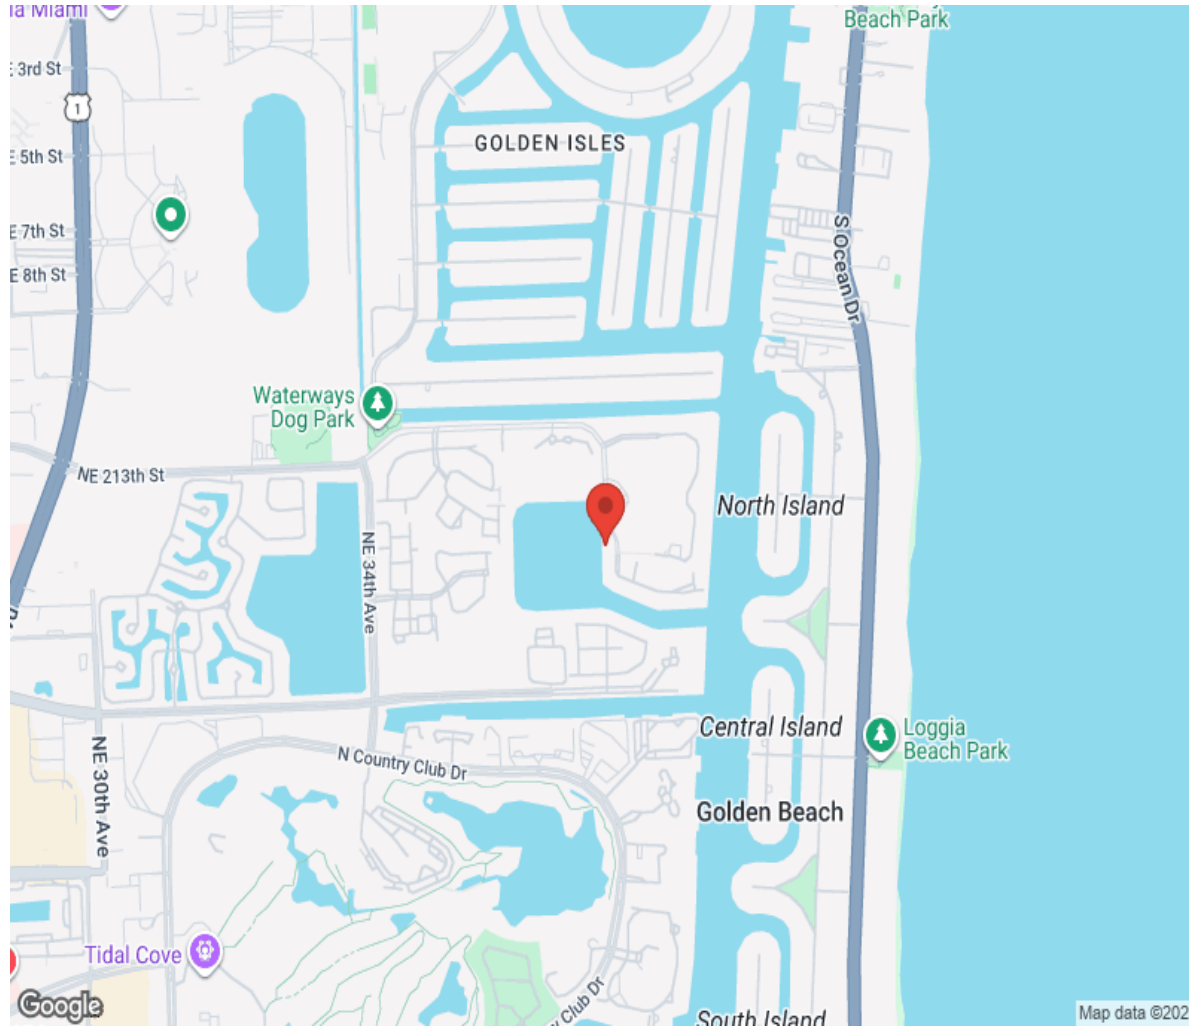 la Miami
Beach Park
E 3rd St
1
GOLDEN ISLES
E 5th St
E 7th St
E 8th St
S Ocean Dr
Waterways
Dog Park
NE 213th St
North Island
NE 34th Ave
Central Island
Loggia
Beach Park
NE 30th Ave
N Country Club Dr
Golden Beach
Tidal Cove
y Club Dr
South Island
Google
Map data ©202